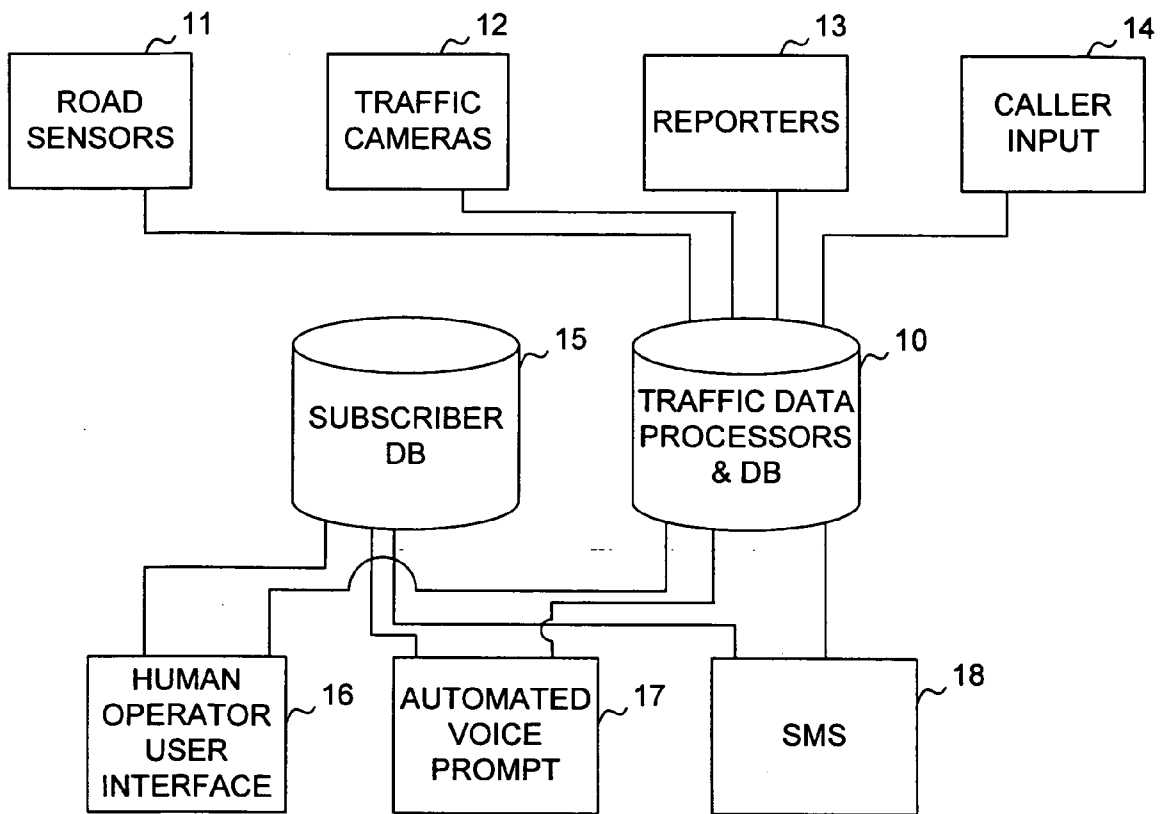 11
12
13
14
ROAD
SENSORS
TRAFFIC
CAMERAS
REPORTERS
CALLER
INPUT
15
10
SUBSCRIBER
DB
TRAFFIC DATA
PROCESSORS
& DB
HUMAN
OPERATOR
USER
INTERFACE
16
AUTOMATED
VOICE
PROMPT
17
SMS
18